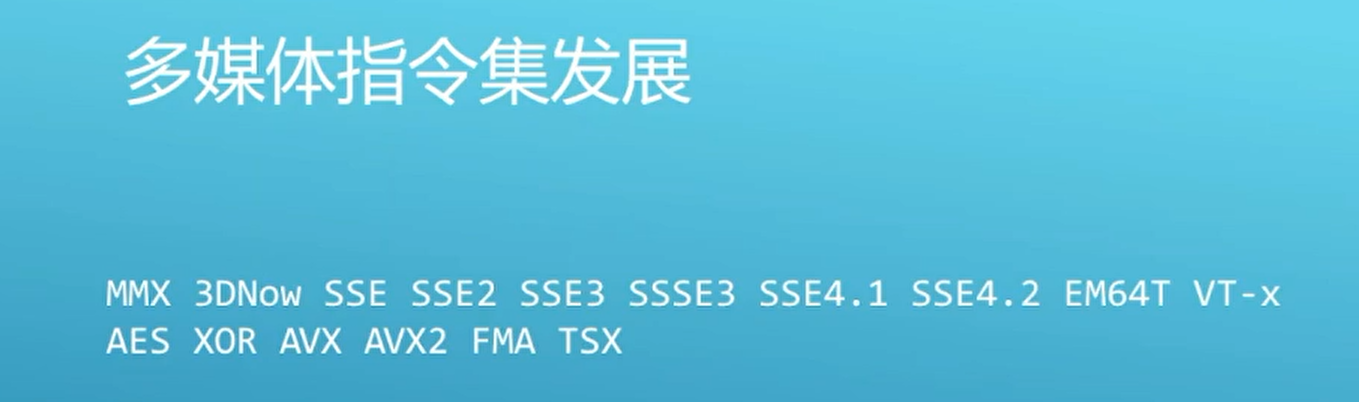 多媒体指令集发展
MMX 3DNow SSE SSE2 SSE3 SSSE3 SSE4.1 SSE4.2 EM64T VT-x
AES XOR AVX AVX2 FMA TSX